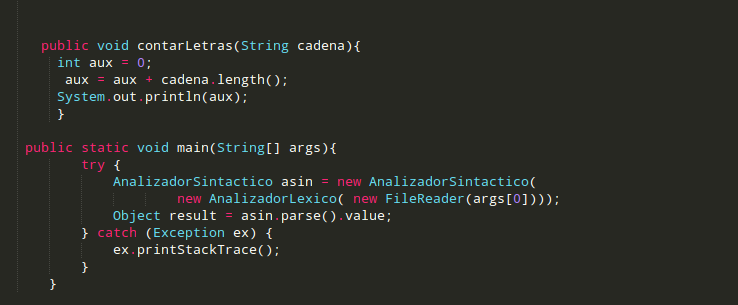 public void contarLetras(String cadena){
int aux = 0;
aux = aux + cadena.length();
System.out.println(aux);
}
public static void main(String[] args){
try {
AnalizadorSintactico asin = new AnalizadorSintactico(
new AnalizadorLexico( new FileReader(args[0])));
Object result = asin.parse().value;
} catch (Exception ex) {
ex.printStackTrace();
}
}